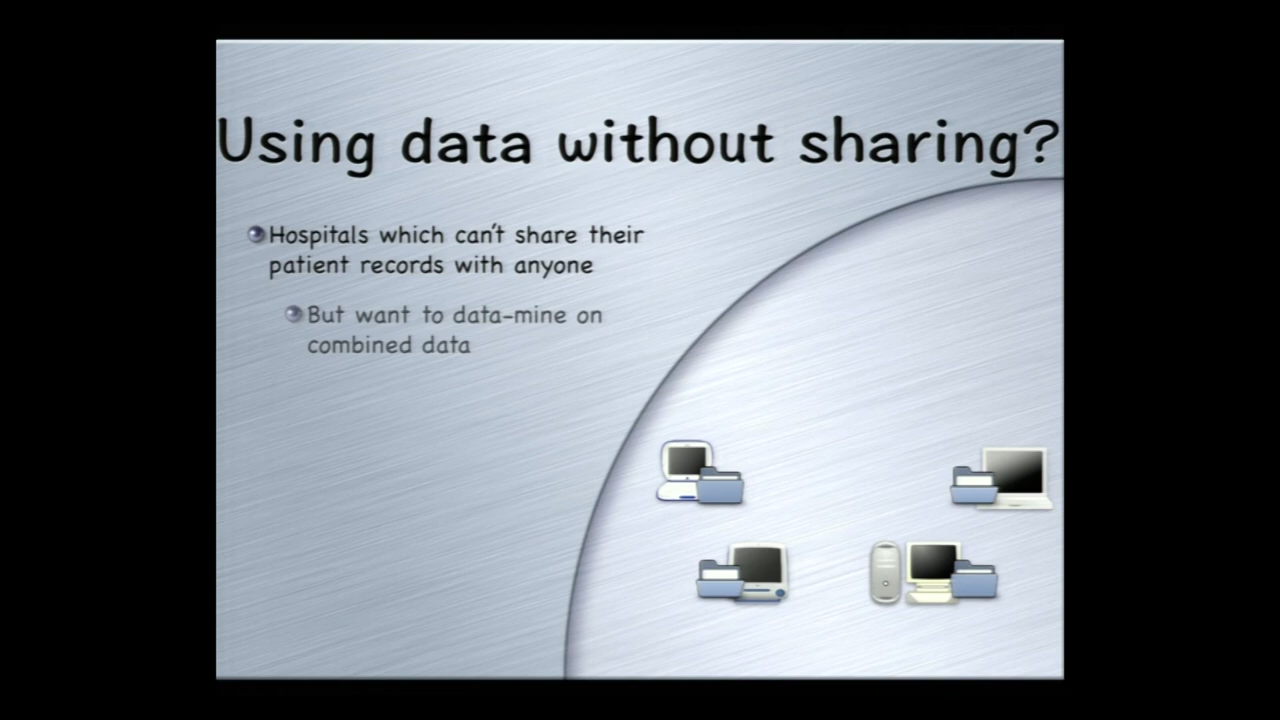 Using data without sharing?
Hospitals which can't share their
patient records with anyone
But want to data-mine on
combined data